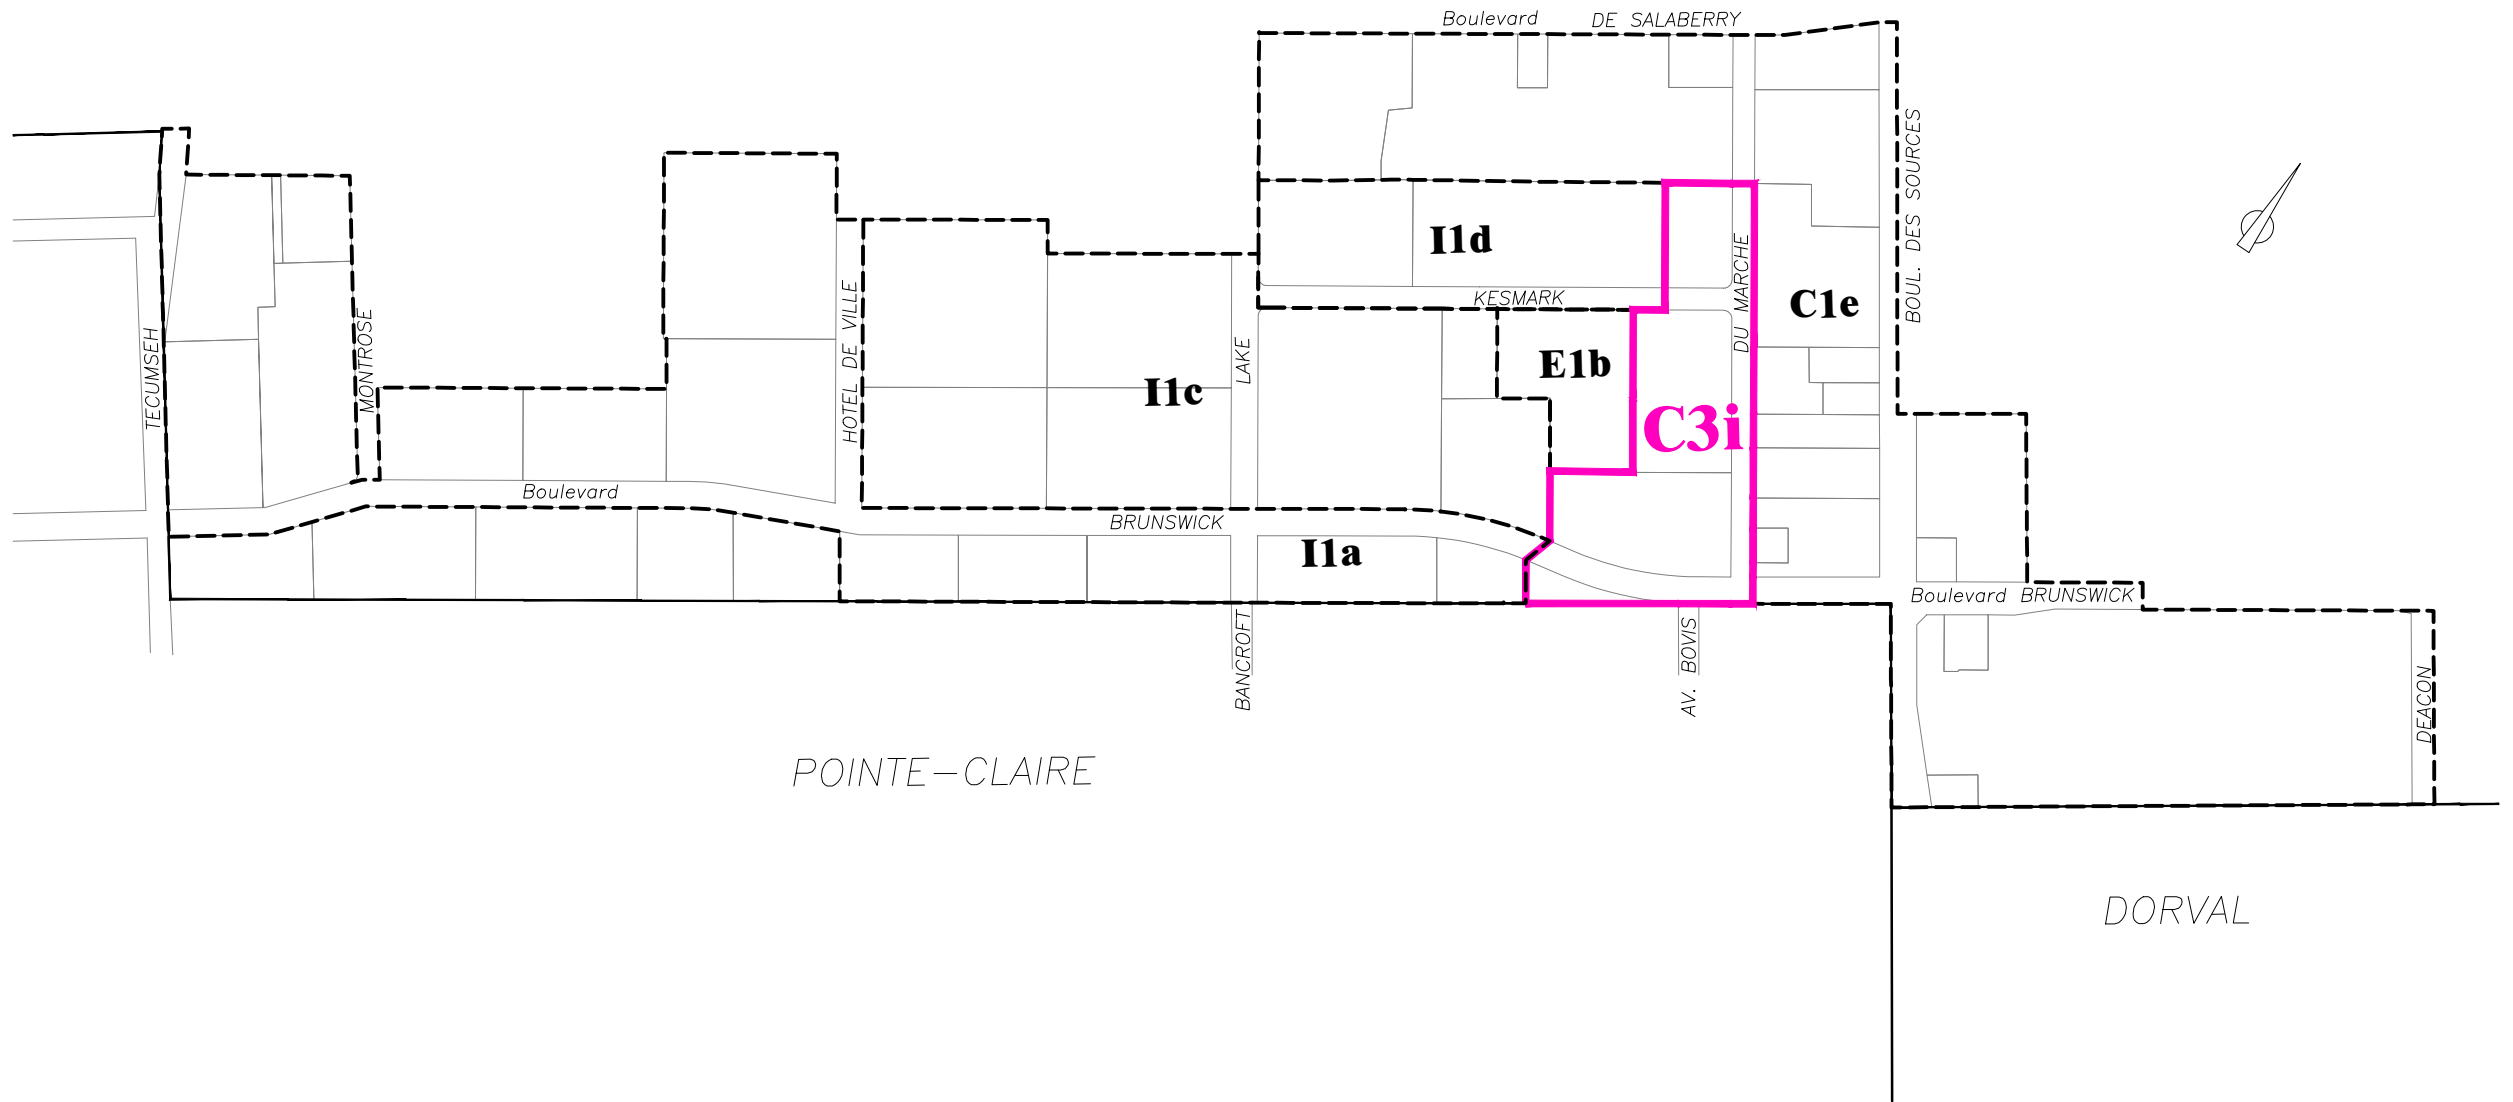 Boulevard DE SALABERRY
BOUL. DES SOURCES
I1d
DU MARCHE
C1e
KESMARK
TECUMSEH
MONTROSE
HOTEL DE VILLE
LAKE
I1c
E1b
C3i
Boulevard
BRUNSWICK
I1a
Boulevard BRUNSWICK
BANCROFT
AV. BOVIS
DEACON
POINTE-CLAIRE
DORVAL